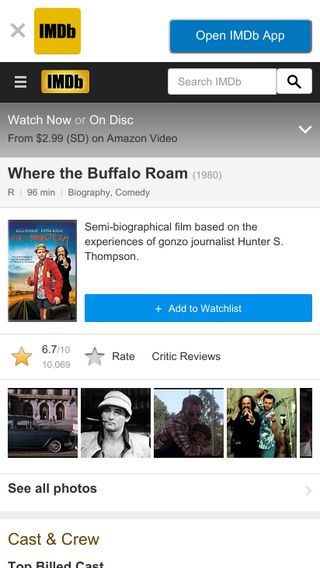 IMDb
Open IMDb App
IMDb
Search IMDb
Watch Now or On Disc
From $2.99 (SD) on Amazon Video
Where the Buffalo Roam (1980)
R | 96 min | Biography, Comedy
Semi-biographical film based on the
experiences of gonzo journalist Hunter S.
Thompson.
+ Add to Watchlist
6.7/10
10,069
Rate
Critic Reviews
See all photos
Cast & Crew
Top Billed Cast